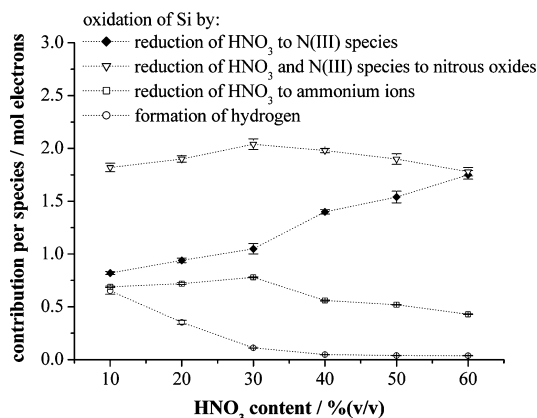 oxidation of Si by:
reduction of HNO3 to N(III) species
reduction of HNO3 and N(III) species to nitrous oxides
reduction of HNO3 to ammonium ions
formation of hydrogen
contribution per species / mol electrons
3.0
2.5
2.0
1.5
1.0
0.5
0.0
10 20 30 40 50 60
HNO3 content / %(v/v)